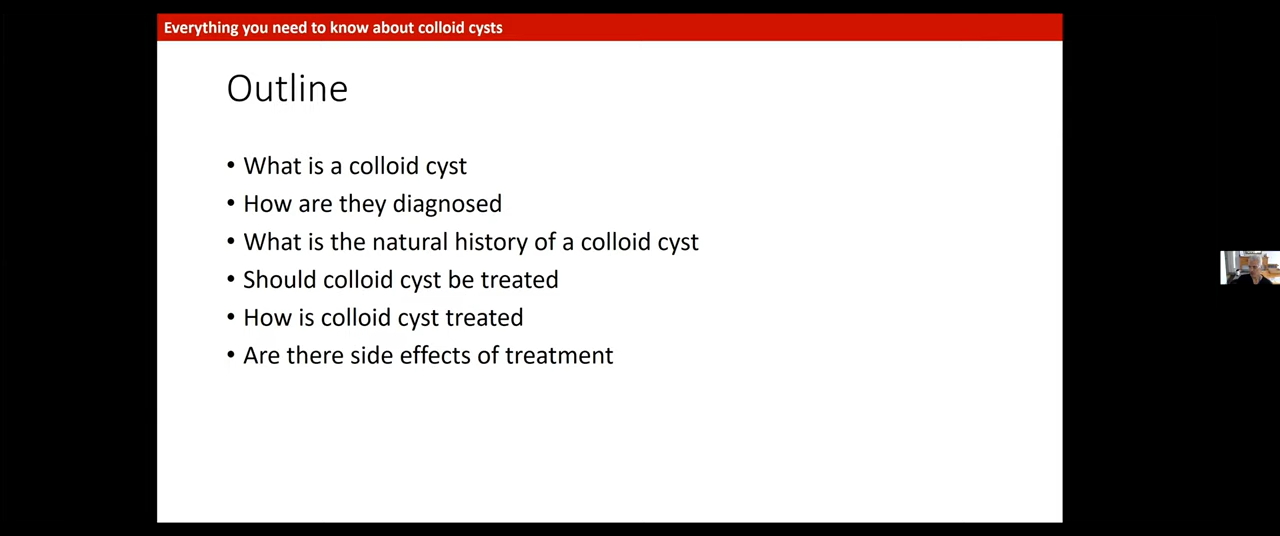 Everything you need to know about colloid cysts
Outline
• What is a colloid cyst
• How are they diagnosed
• What is the natural history of a colloid cyst
• Should colloid cyst be treated
• How is colloid cyst treated
• Are there side effects of treatment